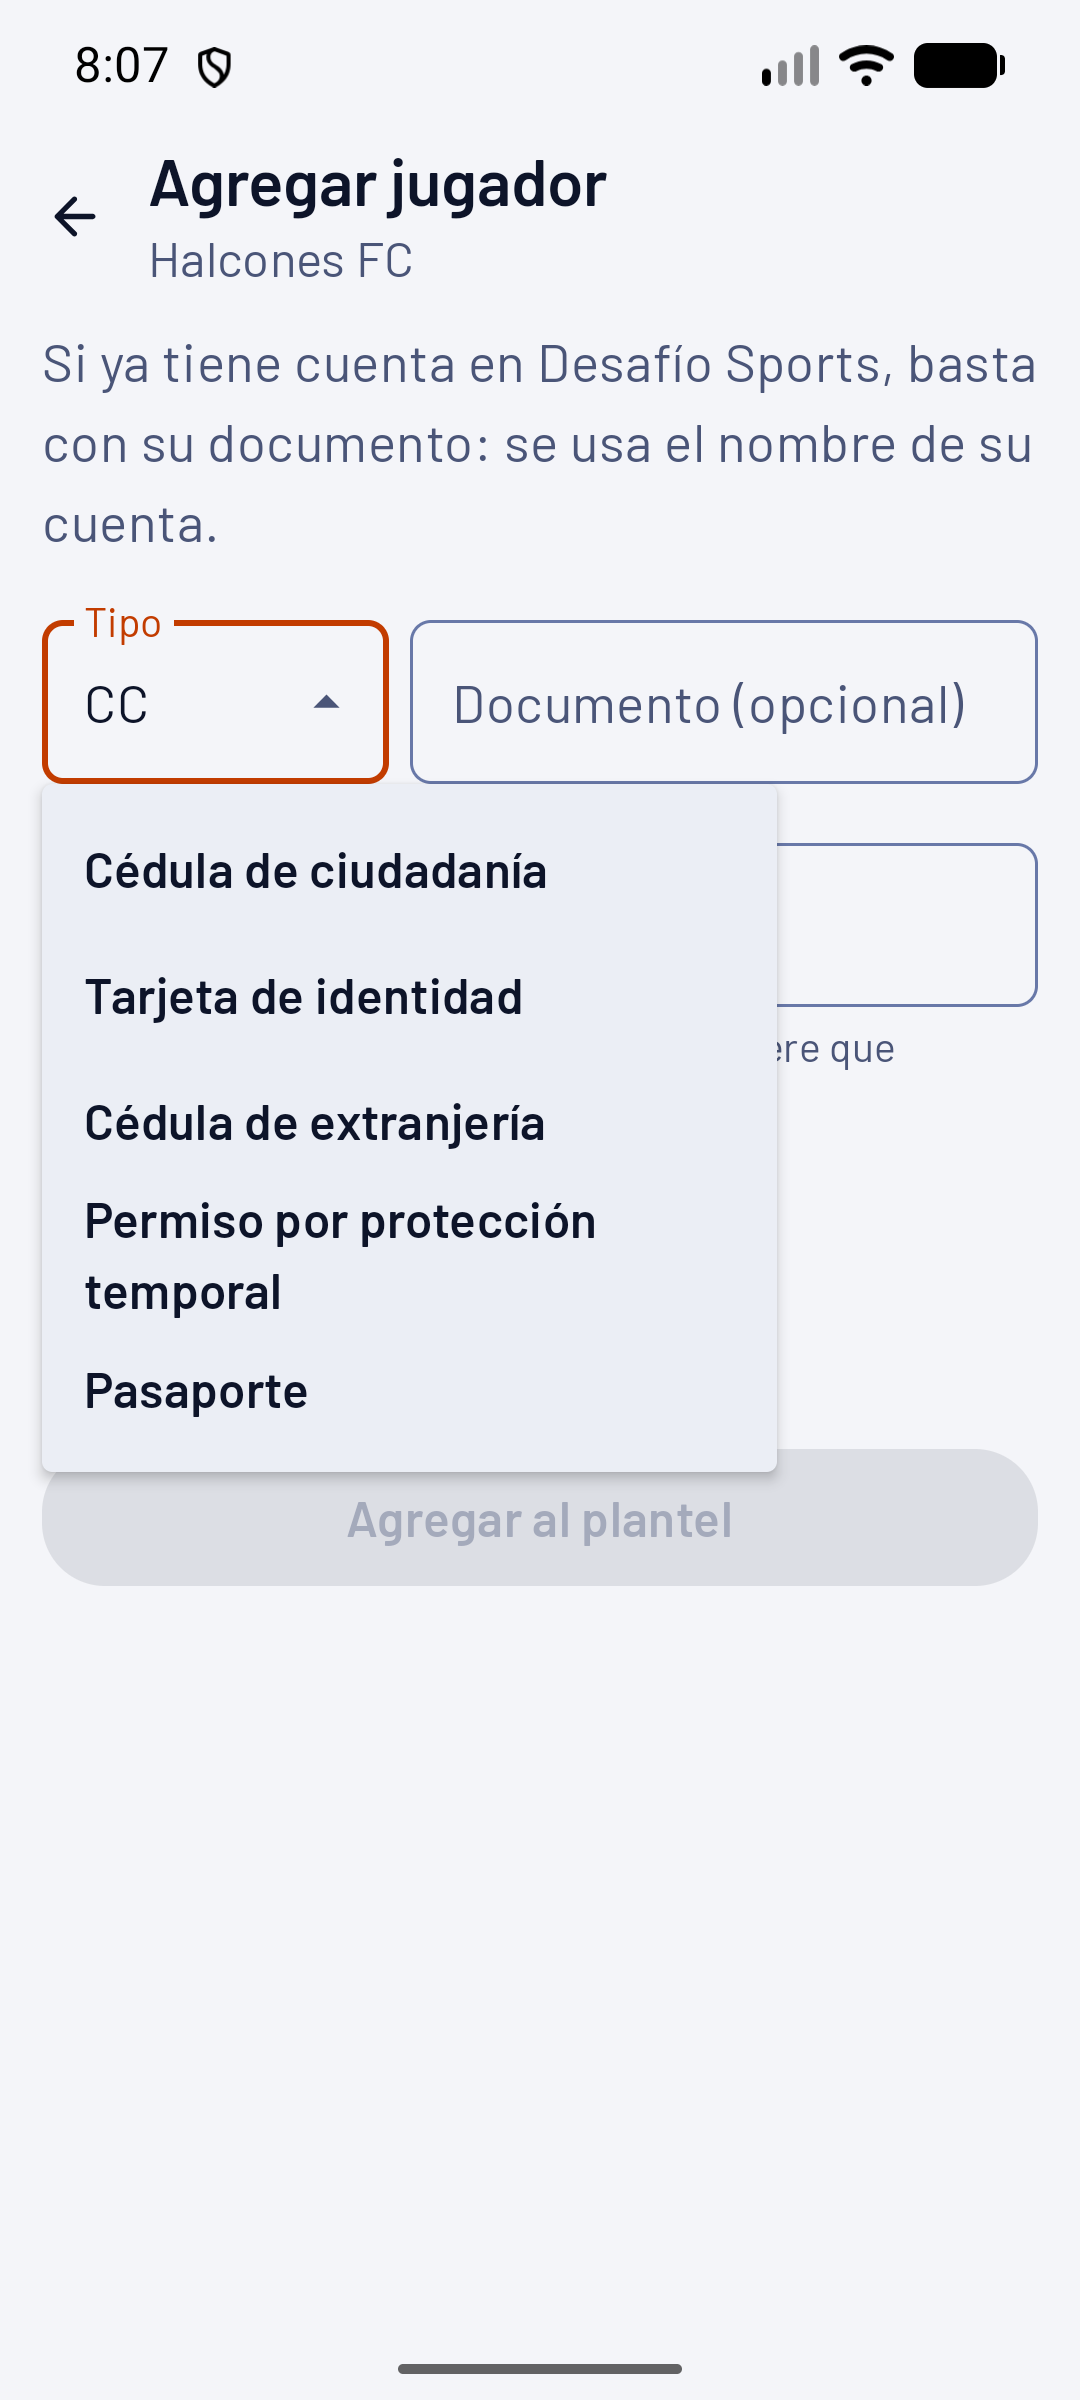 8:07
Agregar jugador
Halcones FC
Si ya tiene cuenta en Desafío Sports, basta
con su documento: se usa el nombre de su
cuenta.
Tipo
CC
Documento (opcional)
Cédula de ciudadanía
Tarjeta de identidad
que
Cédula de extranjería
Permiso por protección
temporal
Pasaporte
Agregar al plantel